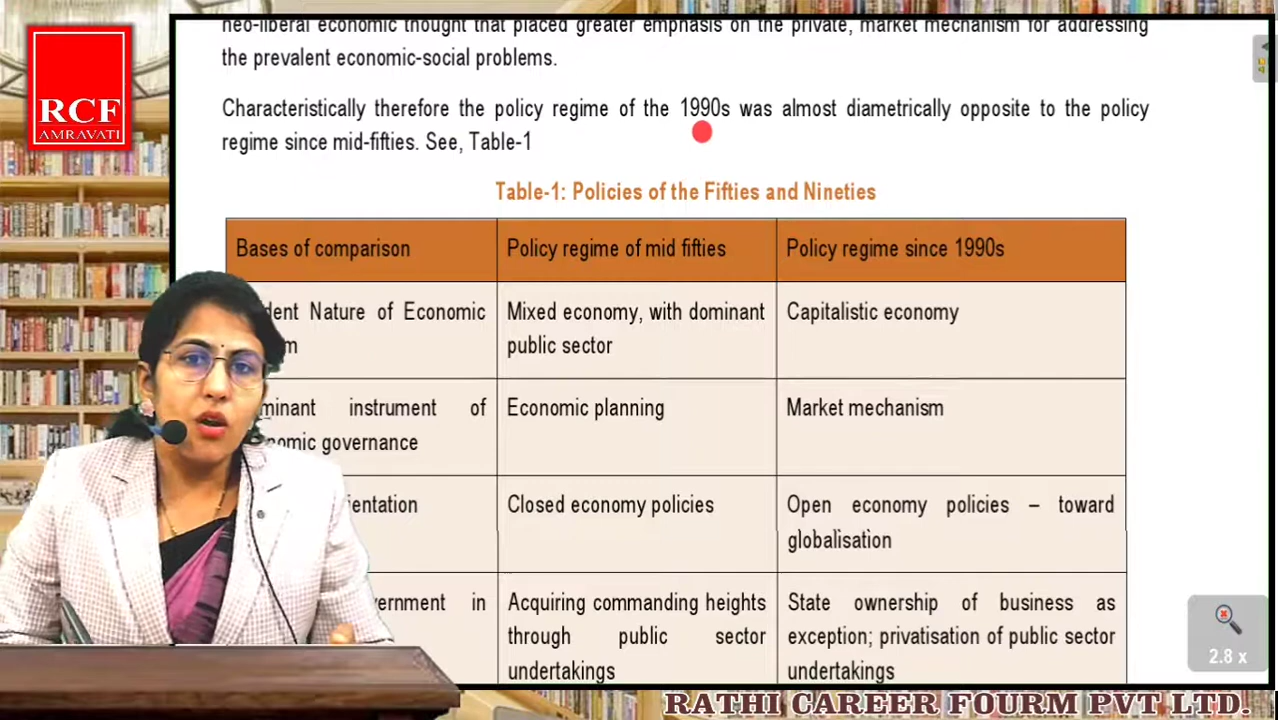 neo-liberal economic thought that placed greater emphasis on the private, market mechanism for addressing
the prevalent economic-social problems.
RCF
AMRAVATI
Characteristically therefore the policy regime of the 1990s was almost diametrically opposite to the policy
regime since mid-fifties. See, Table-1
Table-1: Policies of the Fifties and Nineties
Bases of comparison
Policy regime of mid fifties
Policy regime since 1990s
Nature of Economic
Mixed economy, with dominant
public sector
Capitalistic economy
instrument of
governance
Economic planning
Market mechanism
Closed economy policies
Open economy policies – toward
globalisation
in
Acquiring commanding heights
through public sector
undertakings
State ownership of business as
exception; privatisation of public sector
undertakings
2.8 x
RATHI CAREER FOURM PVT LTD.